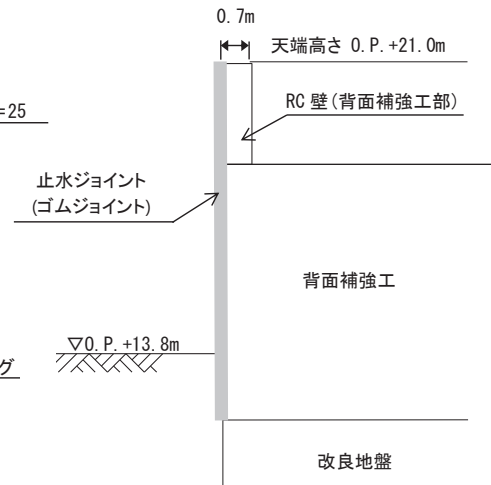 0.7m
天端高さ O.P.+21.0m
=25
RC 壁(背面補強工部)
止水ジョイント
(ゴムジョイント)
背面補強工
▽O.P.+13.8m
グ
改良地盤